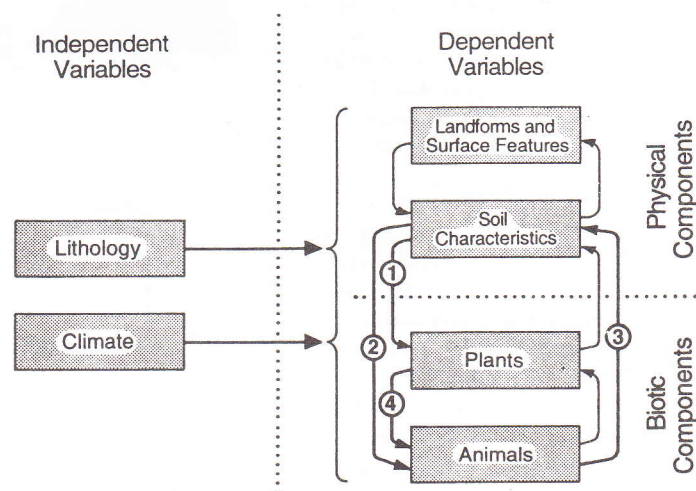 Independent
Variables
Dependent
Variables
Landforms and
Surface Features
Soil
Characteristics
Lithology
Climate
Plants
Animals
1
2
3
4
Physical
Components
Biotic
Components